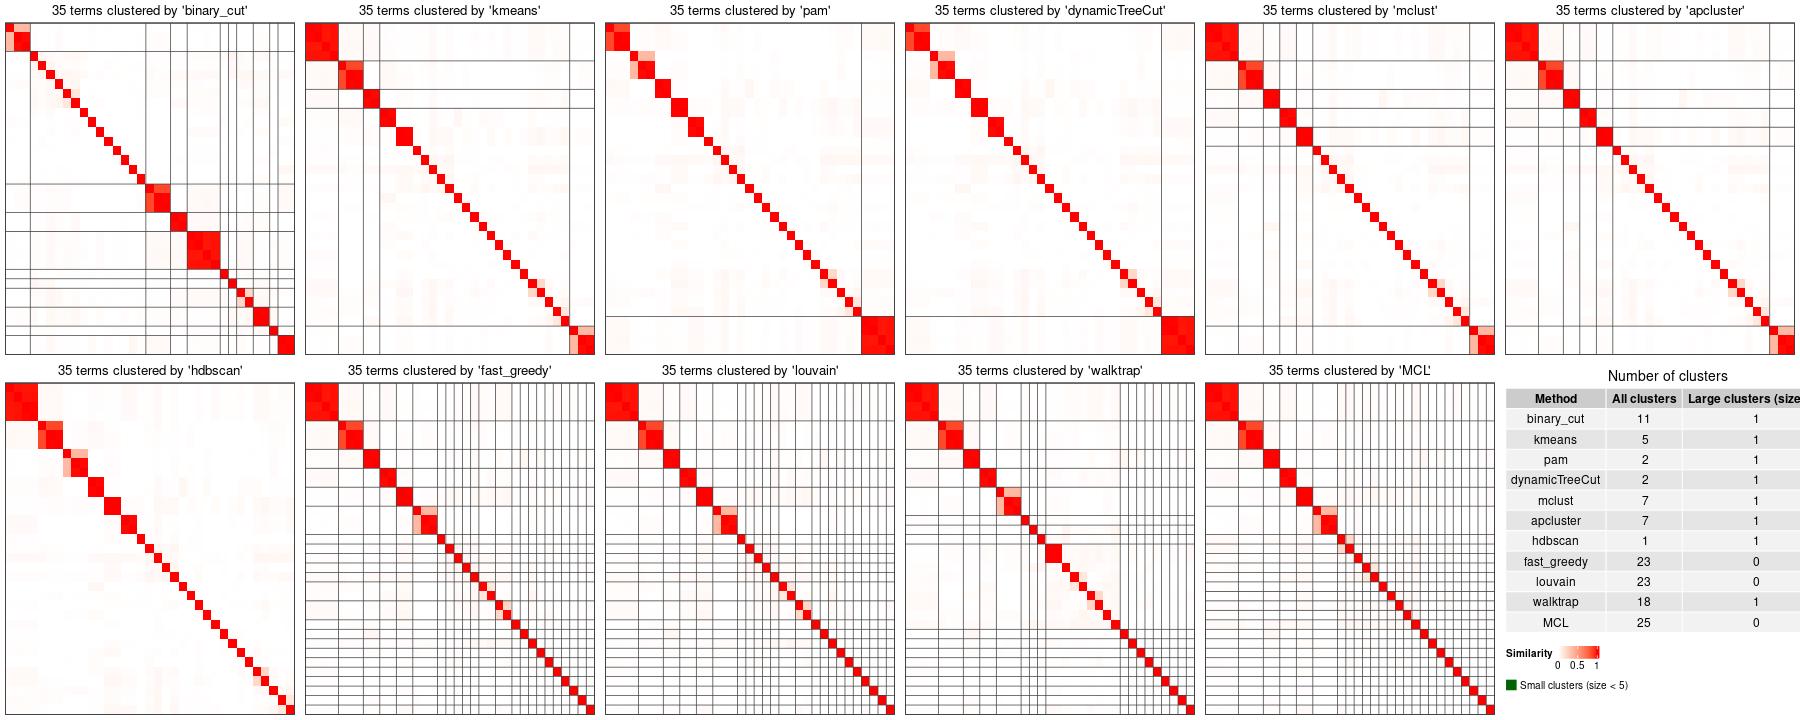 35 terms clustered by 'binary_cut'
35 terms clustered by 'kmeans'
35 terms clustered by 'pam'
35 terms clustered by 'dynamicTreeCut'
35 terms clustered by 'mclust'
35 terms clustered by 'apcluster'
35 terms clustered by 'hdbscan'
35 terms clustered by 'fast_greedy'
35 terms clustered by 'louvain'
35 terms clustered by 'walktrap'
35 terms clustered by 'MCL'
Number of clusters
Method All clusters Large clusters (size
binary_cut 11 1
kmeans 5 1
pam 2 1
dynamicTreeCut 2 1
mclust 7 1
apcluster 7 1
hdbscan 1 1
fast_greedy 23 0
louvain 23 0
walktrap 18 1
MCL 25 0
Similarity
0 0.5 1
Small clusters (size < 5)